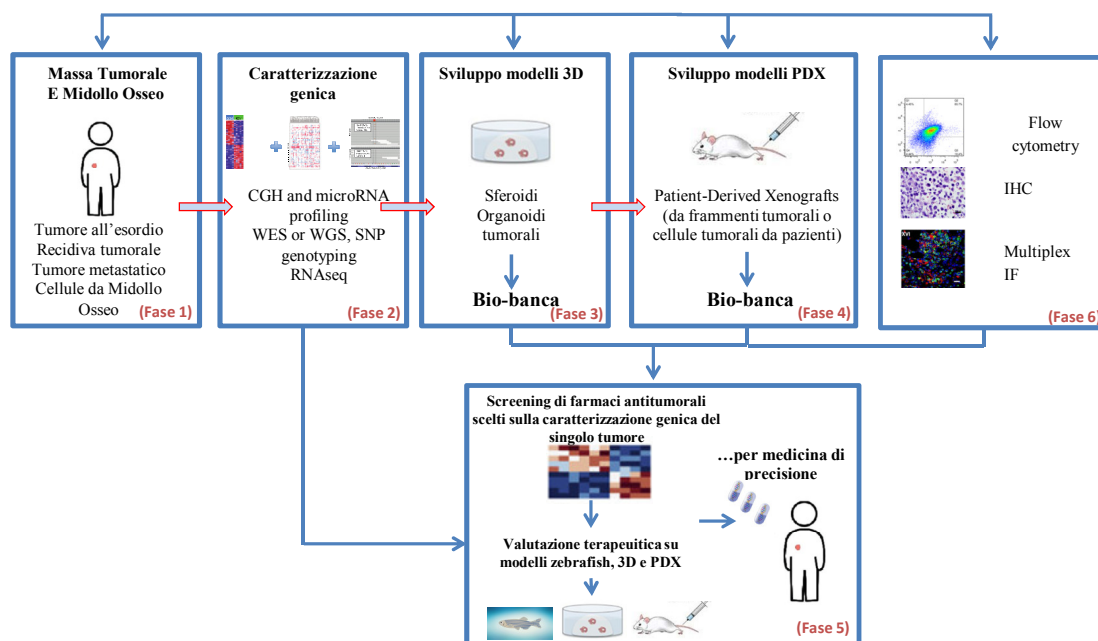 Massa Tumorale
E Midollo Osseo
Tumore all'esordio
Recidiva tumorale
Tumore metastatico
Cellule da Midollo
Osseo
(Fase 1)
Caratterizzazione
genica
CGH and microRNA
profiling
WES or WGS, SNP
genotyping
RNAseq
(Fase 2)
Sviluppo modelli 3D
Sferoidi
Organoidi
tumorali
Bio-banca
(Fase 3)
Sviluppo modelli PDX
Patient-Derived Xenografts
(da frammenti tumorali o
cellule tumorali da pazienti)
Bio-banca
(Fase 4)
Flow
cytometry
IHC
XVI
Multiplex
IF
(Fase 6)
Screening di farmaci antitumorali
scelti sulla caratterizzazione genica del
singolo tumore
…per medicina di
precisione
Valutazione terapeuitica su
modelli zebrafish, 3D e PDX
(Fase 5)